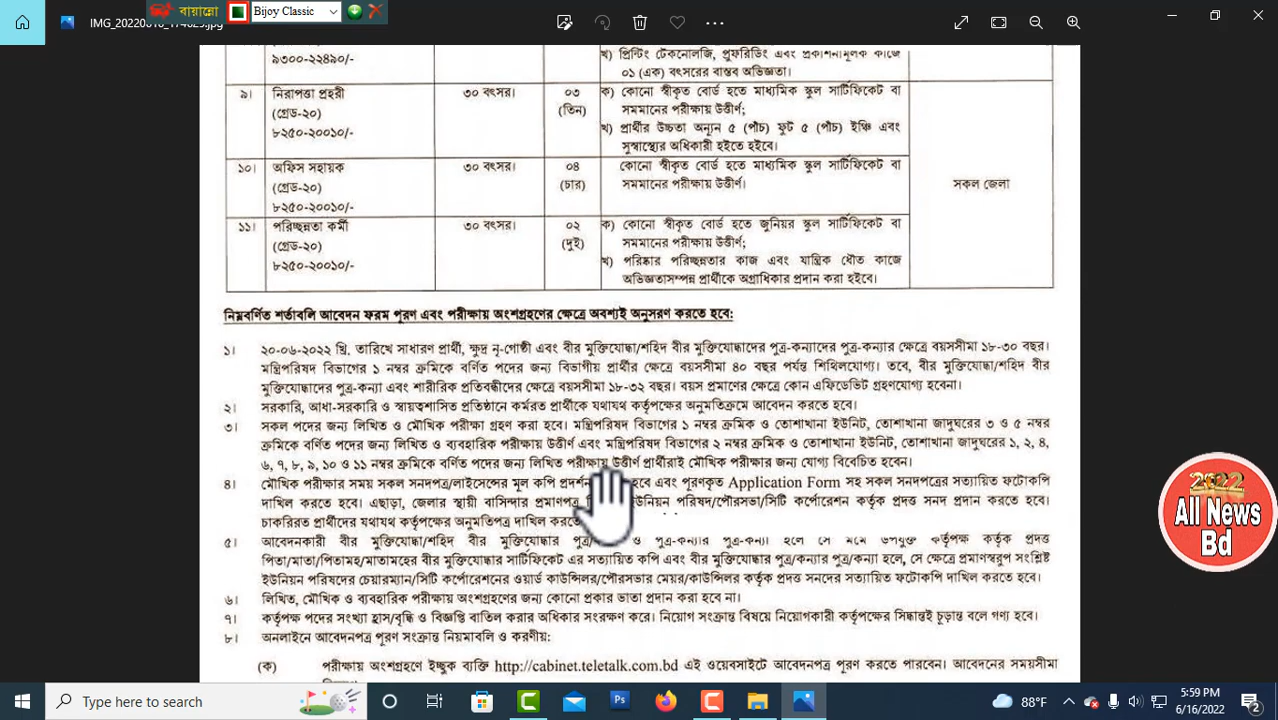 বায়ান্নো
Bijoy Classic
৯৩০০-২২৪৯০/-
খ) প্রিন্টিং টেকনোলজি, প্রুফরিডিং এবং প্রকাশনামূলক কাজে
০১ (এক) বৎসরের বাস্তব অভিজ্ঞতা।
৯।
নিরাপত্তা প্রহরী
(গ্রেড-২০)
৮২৫০-২০০১০/-
৩০ বৎসর।
০৩
(তিন)
ক) কোনো স্বীকৃত বোর্ড হতে মাধ্যমিক স্কুল সার্টিফিকেট বা
সমমানের পরীক্ষায় উত্তীর্ণ;
খ) প্রার্থীর উচ্চতা অন্যূন ৫ (পাঁচ) ফুট ৫ (পাঁচ) ইঞ্চি এবং
সুস্বাস্থ্যের অধিকারী হইতে হইবে।
১০।
অফিস সহায়ক
(গ্রেড-২০)
৮২৫০-২০০১০/-
৩০ বৎসর।
০৪
(চার)
কোনো স্বীকৃত বোর্ড হতে মাধ্যমিক স্কুল সার্টিফিকেট বা
সমমানের পরীক্ষায় উত্তীর্ণ।
সকল জেলা
১১।
পরিচ্ছন্নতা কর্মী
(গ্রেড-২০)
৮২৫০-২০০১০/-
৩০ বৎসর।
০২
(দুই)
ক) কোনো স্বীকৃত বোর্ড হতে জুনিয়র স্কুল সার্টিফিকেট বা
সমমানের পরীক্ষায় উত্তীর্ণ;
খ) পরিষ্কার পরিচ্ছন্নতার কাজ এবং যান্ত্রিক ধৌত কাজে
অভিজ্ঞতাসম্পন্ন প্রার্থীকে অগ্রাধিকার প্রদান করা হইবে।
নিম্নবর্ণিত শর্তাবলি আবেদন ফরম পূরণ এবং পরীক্ষায় অংশগ্রহণের ক্ষেত্রে অবশ্যই অনুসরণ করতে হবে:
১। ২০-০৬-২০২২ খ্রি. তারিখে সাধারণ প্রার্থী, ক্ষুদ্র নৃ-গোষ্ঠী এবং বীর মুক্তিযোদ্ধা/শহিদ বীর মুক্তিযোদ্ধাদের পুত্র-কন্যাদের পুত্র-কন্যার ক্ষেত্রে বয়সসীমা ১৮-৩০ বছর।
মন্ত্রিপরিষদ বিভাগের ১ নম্বর ক্রমিকে বর্ণিত পদের জন্য বিভাগীয় প্রার্থীর ক্ষেত্রে বয়সসীমা ৪০ বছর পর্যন্ত শিথিলযোগ্য। তবে, বীর মুক্তিযোদ্ধা/শহিদ বীর
মুক্তিযোদ্ধাদের পুত্র-কন্যা এবং শারীরিক প্রতিবন্ধীদের ক্ষেত্রে বয়সসীমা ১৮-৩২ বছর। বয়স প্রমাণের ক্ষেত্রে কোন এফিডেভিট গ্রহণযোগ্য হবেনা।
২। সরকারি, আধা-সরকারি ও স্বায়ত্বশাসিত প্রতিষ্ঠানে কর্মরত প্রার্থীকে যথাযথ কর্তৃপক্ষের অনুমতিক্রমে আবেদন করতে হবে।
৩। সকল পদের জন্য লিখিত ও মৌখিক পরীক্ষা গ্রহণ করা হবে। মন্ত্রিপরিষদ বিভাগের ১ নম্বর ক্রমিক ও তোশাখানা ইউনিট, তোশাখানা জাদুঘরের ৩ ও ৫ নম্বর
ক্রমিকে বর্ণিত পদের জন্য লিখিত ও ব্যবহারিক পরীক্ষায় উত্তীর্ণ এবং মন্ত্রিপরিষদ বিভাগের ২ নম্বর ক্রমিক ও তোশাখানা ইউনিট, তোশাখানা জাদুঘরের ১, ২, ৪,
৬, ৭, ৮, ৯, ১০ ও ১১ নম্বর ক্রমিকে বর্ণিত পদের জন্য লিখিত পরীক্ষায় উত্তীর্ণ প্রার্থীরাই মৌখিক পরীক্ষার জন্য যোগ্য বিবেচিত হবেন।
৪। মৌখিক পরীক্ষার সময় সকল সনদপত্র/লাইসেন্সের মূল কপি প্রদর্শন হবে এবং পূরণকৃত Application Form সহ সকল সনদপত্রের সত্যায়িত ফটোকপি
দাখিল করতে হবে। এছাড়া, জেলার স্থায়ী বাসিন্দার প্রমাণপত্র ইউনিয়ন পরিষদ/পৌরসভা/সিটি কর্পোরেশন কর্তৃক প্রদত্ত সনদ প্রদান করতে হবে।
চাকরিরত প্রার্থীদের যথাযথ কর্তৃপক্ষের অনুমতিপত্র দাখিল করতে
৫। আবেদনকারী বীর মুক্তিযোদ্ধা/শহিদ বীর মুক্তিযোদ্ধার পুত্র/কন্যা ও পুত্র-কন্যার পুত্র-কন্যা হলে সে মর্মে উপযুক্ত কর্তৃপক্ষ কর্তৃক প্রদত্ত
পিতা/মাতা/পিতামহ/মাতামহের বীর মুক্তিযোদ্ধার সার্টিফিকেট এর সত্যায়িত কপি এবং বীর মুক্তিযোদ্ধার পুত্র/কন্যার পুত্র/কন্যা হলে, সে ক্ষেত্রে প্রমাণস্বরুপ সংশ্লিষ্ট
ইউনিয়ন পরিষদের চেয়ারম্যান/সিটি কর্পোরেশনের ওয়ার্ড কাউন্সিলর/পৌরসভার মেয়র/কাউন্সিলর কর্তৃক প্রদত্ত সনদের সত্যায়িত ফটোকপি দাখিল করতে হবে।
৬। লিখিত, মৌখিক ও ব্যবহারিক পরীক্ষায় অংশগ্রহণের জন্য কোনো প্রকার ভাতা প্রদান করা হবে না।
৭। কর্তৃপক্ষ পদের সংখ্যা হ্রাস/বৃদ্ধি ও বিজ্ঞপ্তি বাতিল করার অধিকার সংরক্ষণ করে। নিয়োগ সংক্রান্ত বিষয়ে নিয়োগকারী কর্তৃপক্ষের সিদ্ধান্তই চূড়ান্ত বলে গণ্য হবে।
৮। অনলাইনে আবেদনপত্র পূরণ সংক্রান্ত নিয়মাবলি ও করণীয়:
(ক) পরীক্ষায় অংশগ্রহণে ইচ্ছুক ব্যক্তি http://cabinet.teletalk.com.bd এই ওয়েবসাইটে আবেদনপত্র পূরণ করতে পারবেন। আবেদনের সময়সীমা
2022
All News
Bd
Type here to search
88°F
5:59 PM
6/16/2022
2